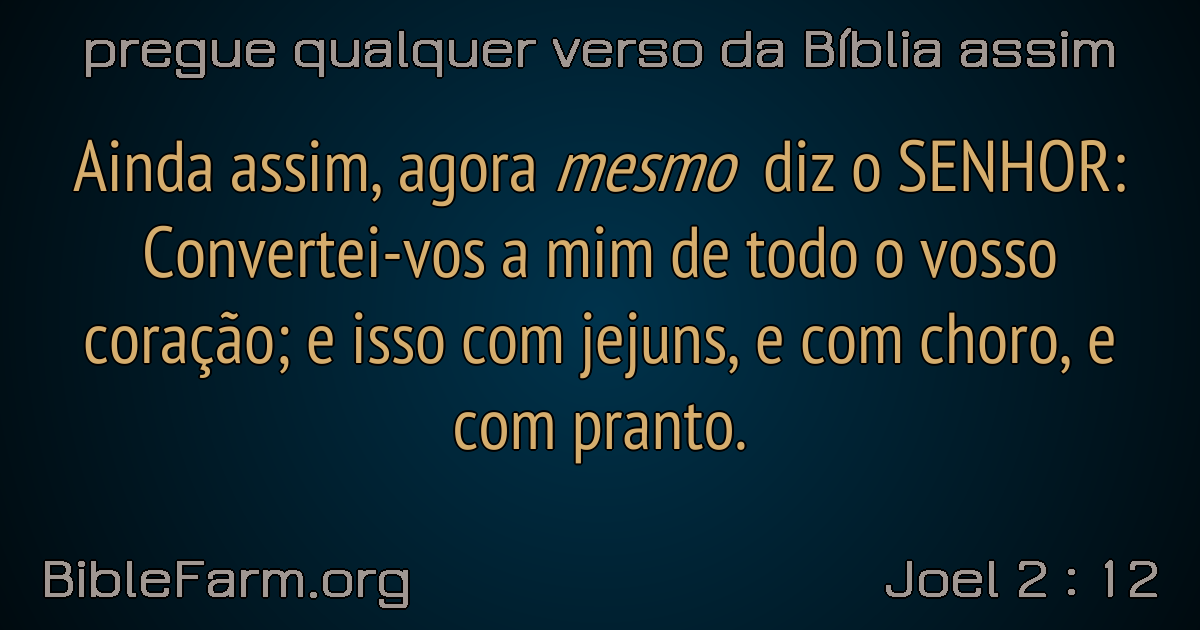 pregue qualquer verso da Bíblia assim
Ainda assim, agora mesmo diz o SENHOR:
Convertei-vos a mim de todo o vosso
coração; e isso com jejuns, e com choro, e
com pranto.
BibleFarm.org
Joel 2 : 12